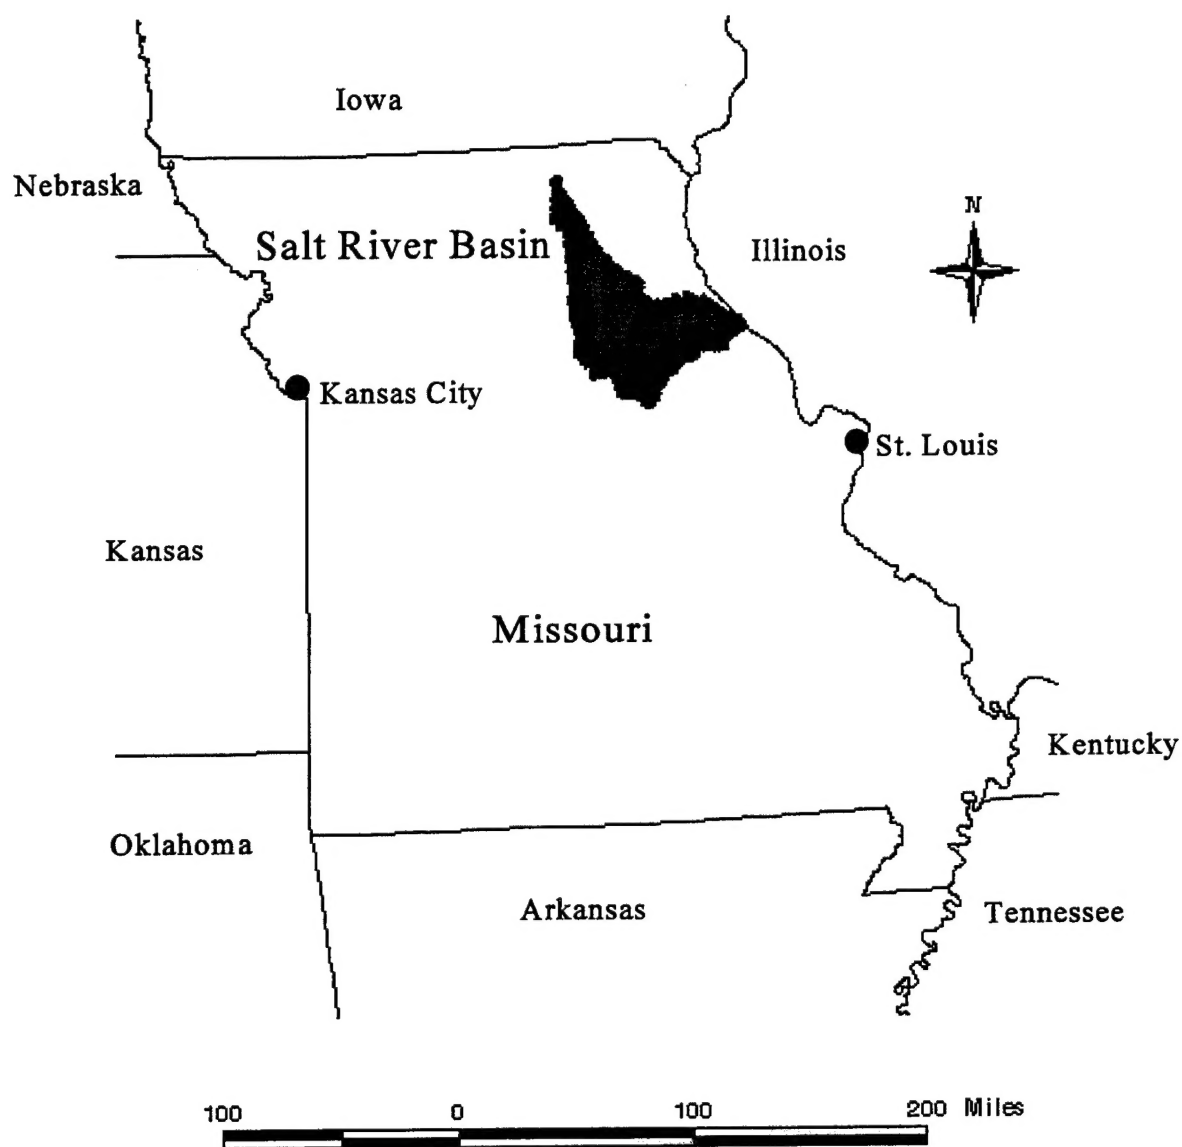 Iowa
Nebraska
N
Salt River Basin
Illinois
Kansas City
St. Louis
Kansas
Missouri
Kentucky
Oklahoma
Arkansas
Tennessee
100 0 100 200 Miles